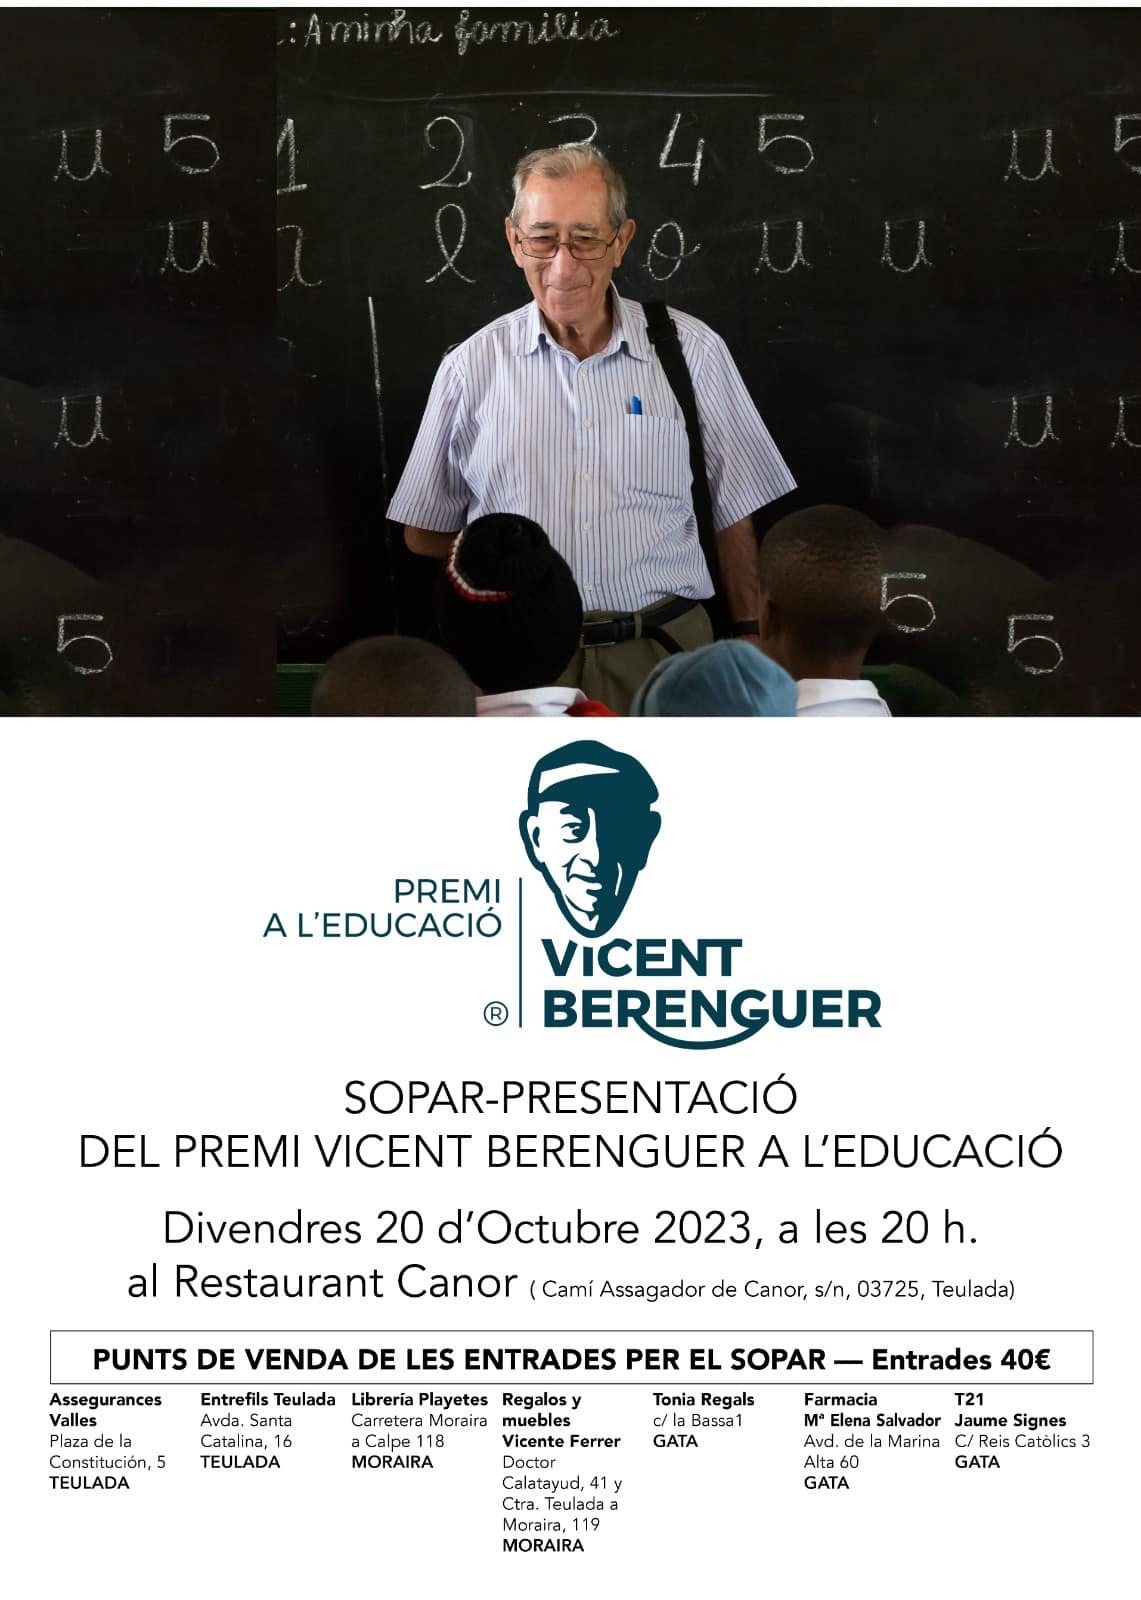 : A minha familia
u 5 1 2 3 4 5 u 5
u a l o u u u
u u u
5 5 5
PREMI
A L'EDUCACIÓ
VICENT
® BERENGUER
SOPAR-PRESENTACIÓ
DEL PREMI VICENT BERENGUER A L'EDUCACIÓ
Divendres 20 d'Octubre 2023, a les 20 h.
al Restaurant Canor ( Camí Assagador de Canor, s/n, 03725, Teulada)
PUNTS DE VENDA DE LES ENTRADES PER EL SOPAR — Entrades 40€
Assegurances
Valles
Plaza de la
Constitución, 5
TEULADA
Entrefils Teulada
Avda. Santa
Catalina, 16
TEULADA
Librería Playetes
Carretera Moraira
a Calpe 118
MORAIRA
Regalos y
muebles
Vicente Ferrer
Doctor
Calatayud, 41 y
Ctra. Teulada a
Moraira, 119
MORAIRA
Tonia Regals
c/ la Bassa1
GATA
Farmacia
Mª Elena Salvador
Avd. de la Marina
Alta 60
GATA
T21
Jaume Signes
C/ Reis Catòlics 3
GATA